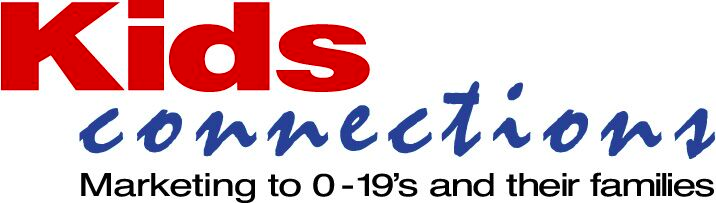 Kids
connections
Marketing to 0-19's and their families